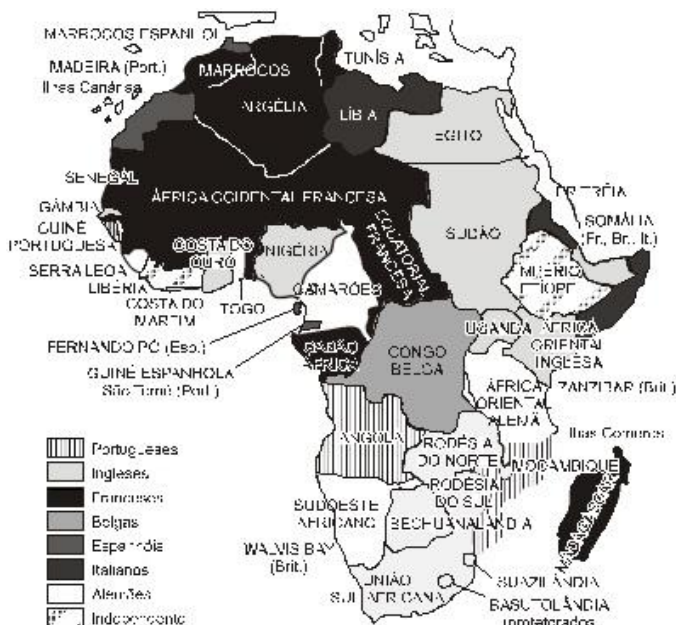 MARROCOS ESPANHOL
MADEIRA (Port.)
Ilhas Canárias
MARROCOS
TUNÍSIA
ARGÉLIA
LÍBIA
EGITO
SENEGAL
ÁFRICA OCIDENTAL FRANCESA
GÂMBIA
GUINÉ
PORTUGUESA
SERRA LEOA
LIBÉRIA
COSTA DO
MARFIM
COSTA DO
OURO
TOGO
NIGÉRIA
CAMARÕES
EQUATORIAL
FRANCESA
SUDÃO
ERITRÉIA
SOMÁLIA
(Fr., Br., It.)
ETÍOPE
FERNANDO PÓ (Esp.)
GUINÉ ESPANHOLA
São Tomé (Port.)
GABÃO
ÁFRICA
CONGO
BELGA
UGANDA
ÁFRICA
ORIENTAL
INGLESA
ÁFRICA
ORIENTAL
ALEMÃ
ZANZIBAR (Brit.)
Ilhas Comores
ANGOLA
RODÉSIA
DO NORTE
MOÇAMBIQUE
RODÉSIA
DO SUL
SUDOESTE
AFRICANO
BECHUANALÂNDIA
MADAGASCAR
WALVIS BAY
(Brit.)
UNIÃO
SUL AFRICANA
SUAZILÂNDIA
BASUTOLÂNDIA
Portugueses
Ingleses
Franceses
Belgas
Espanhóis
Italianos
Alemães
Independente